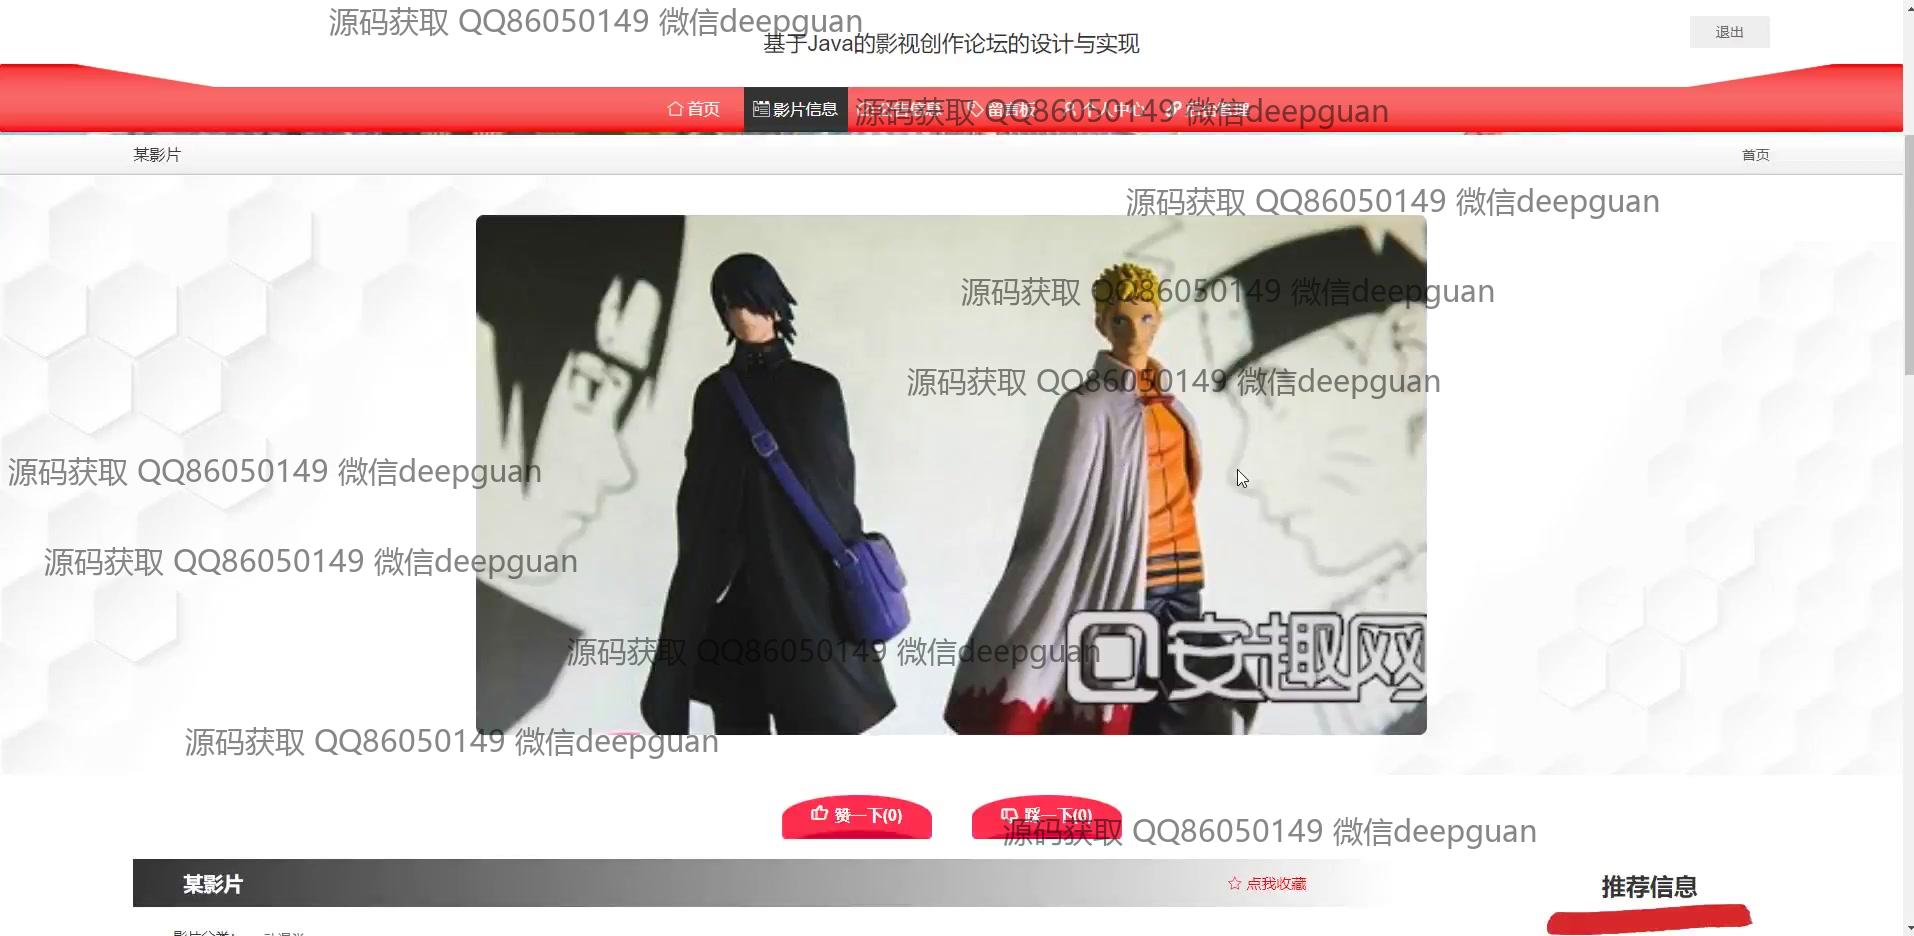 源码获取 QQ86050149 微信deepguan
基于Java的影视创作论坛的设计与实现
退出
首页
影片信息
公告信息
留言板
个人中心
后台管理
源码获取 QQ86050149 微信deepguan
某影片
首页
源码获取 QQ86050149 微信deepguan
源码获取 QQ86050149 微信deepguan
源码获取 QQ86050149 微信deepguan
源码获取 QQ86050149 微信deepguan
源码获取 QQ86050149 微信deepguan
源码获取 QQ86050149 微信deepguan
安趣网
源码获取 QQ86050149 微信deepguan
赞一下(0)
踩一下(0)
源码获取 QQ86050149 微信deepguan
某影片
点我收藏
推荐信息